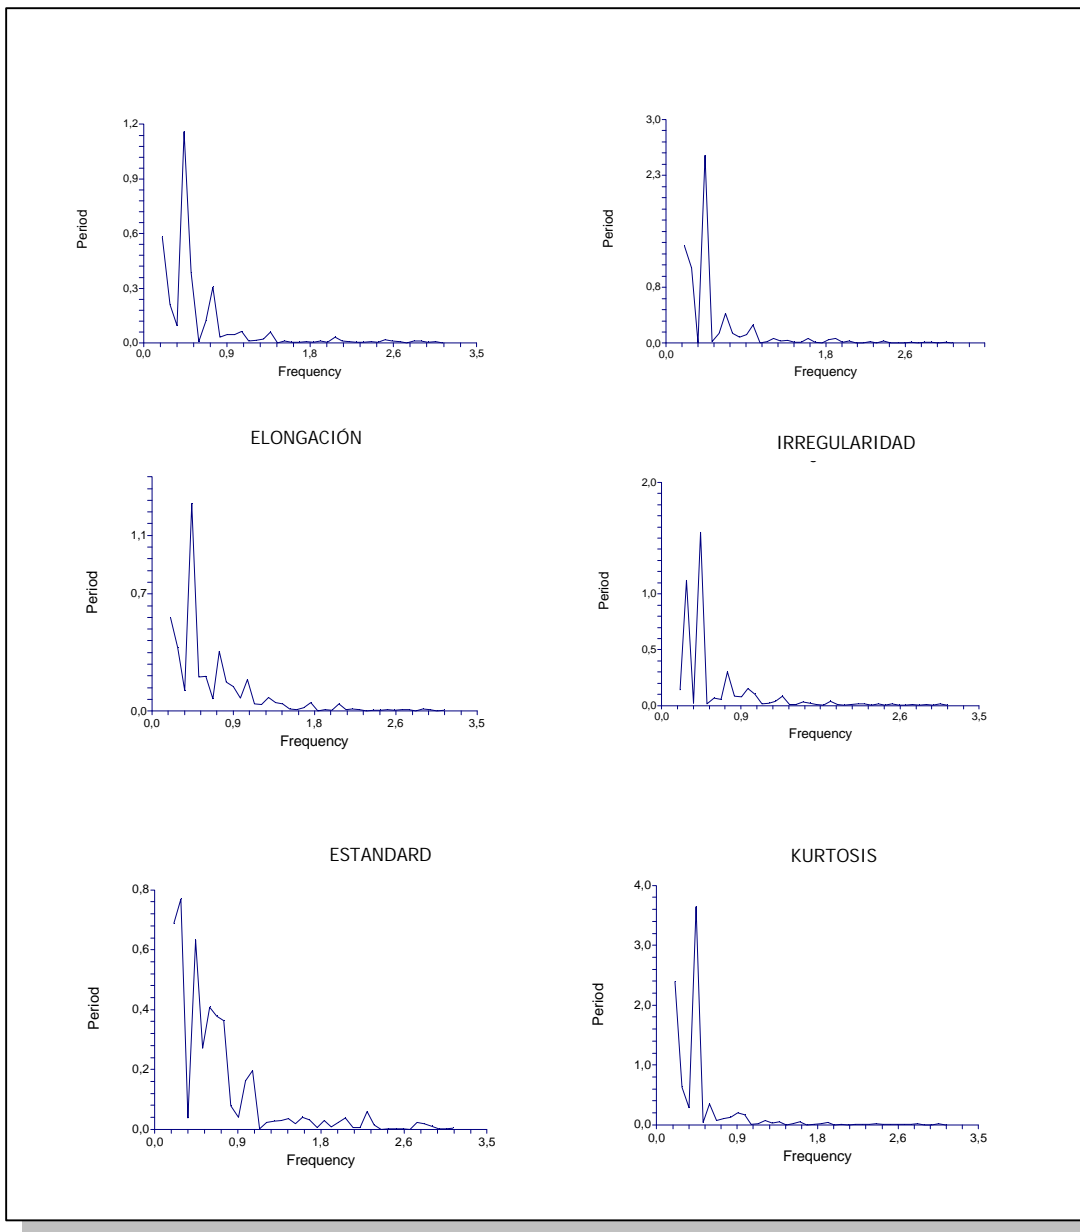 1,2
0,9
0,6
0,3
0,0
Period
0,0 0,9 1,8 2,6 3,5
Frequency
3,0
2,3
0,8
0,0
Period
0,0 1,8 2,6
Frequency
ELONGACIÓN
IRREGULARIDAD
1,1
0,7
0,0
Period
0,0 0,9 1,8 2,6 3,5
Frequency
2,0
1,0
0,5
0,0
Period
0,0 0,9 2,6 3,5
Frequency
ESTANDARD
KURTOSIS
0,8
0,6
0,4
0,2
0,0
Period
0,0 0,9 1,8 2,6 3,5
Frequency
4,0
3,0
2,0
1,0
0,0
Period
0,0 0,9 1,8 2,6 3,5
Frequency